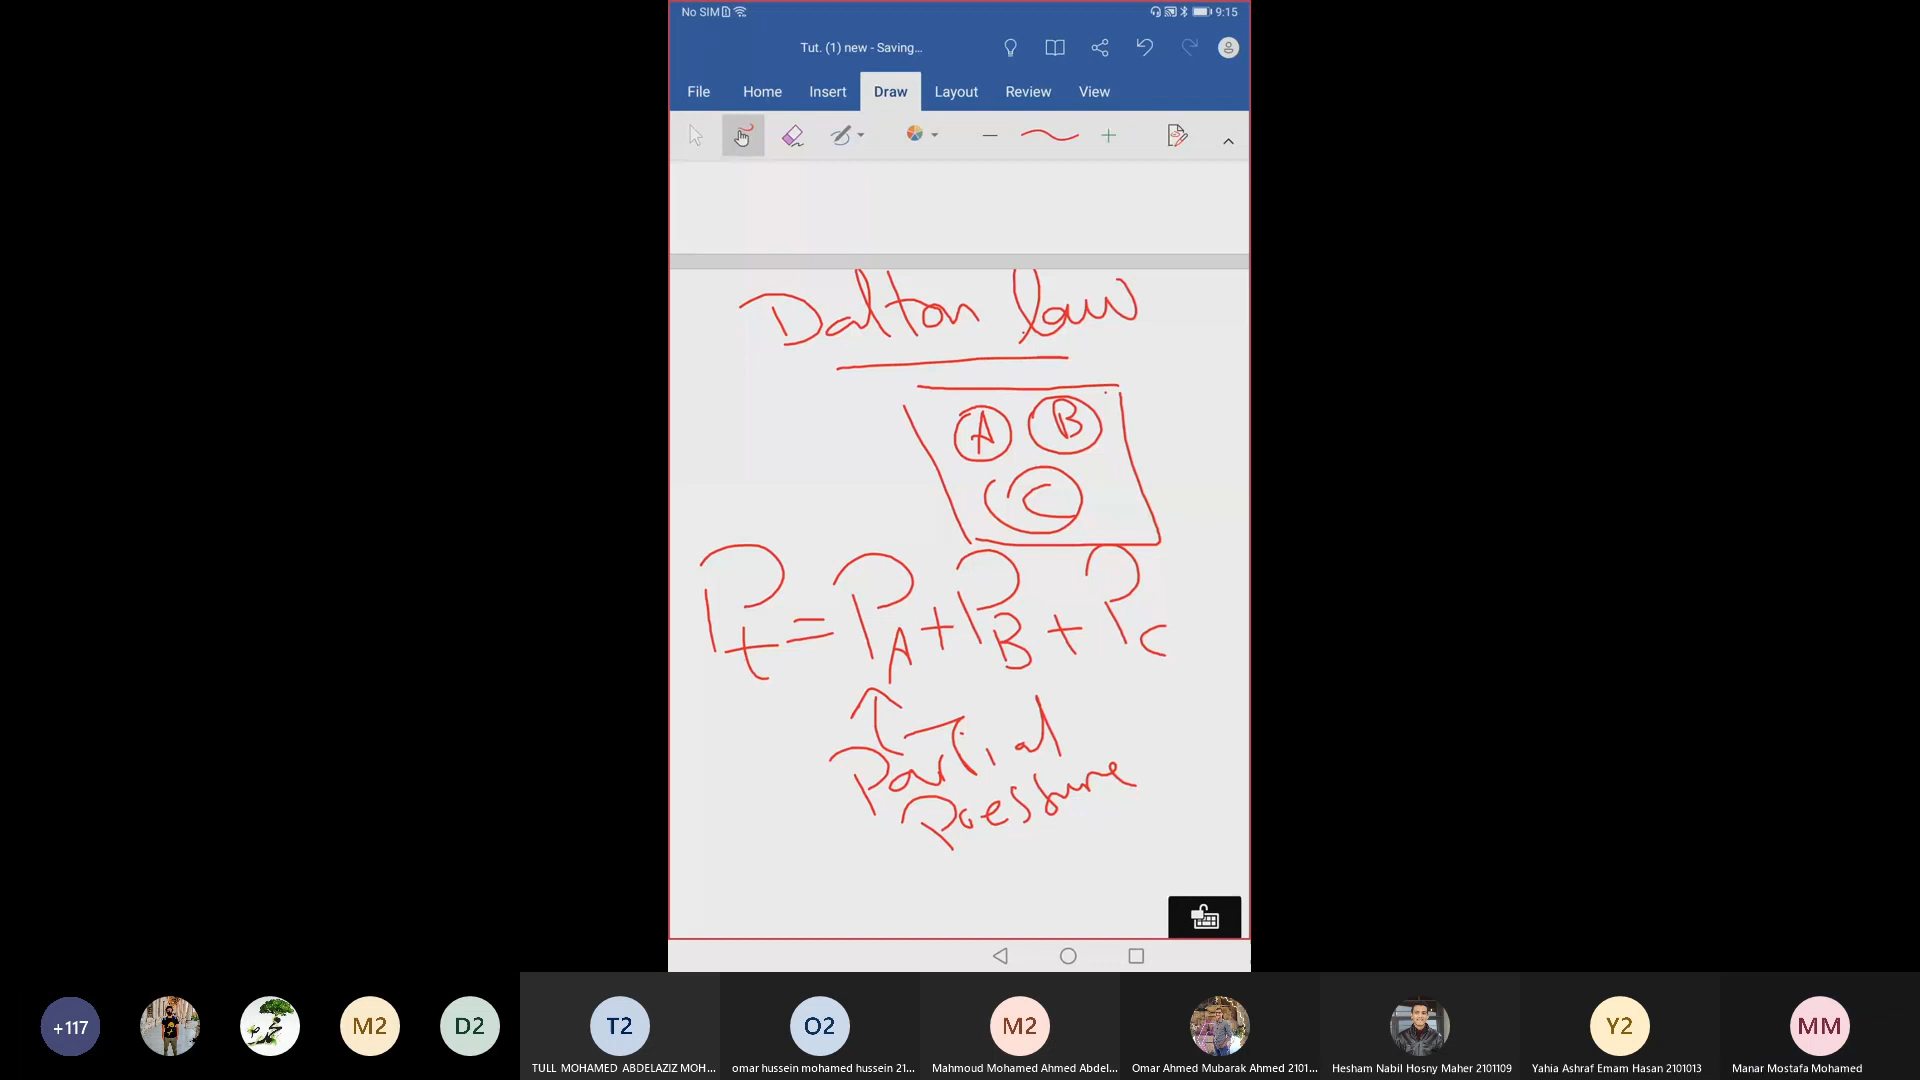 No SIM 9:15
Tut. (1) new - Saving...
File Home Insert Draw Layout Review View
Dalton law
A B
C
Pt = PA + PB + PC
Partial
Pressure
+117 M2 D2 T2 O2 M2 Y2 MM
TULL MOHAMED ABDELAZIZ MOH... omar hussein mohamed hussein 21... Mahmoud Mohamed Ahmed Abdel... Omar Ahmed Mubarak Ahmed 2101... Hesham Nabil Hosny Maher 2101109 Yahia Ashraf Emam Hasan 2101013 Manar Mostafa Mohamed